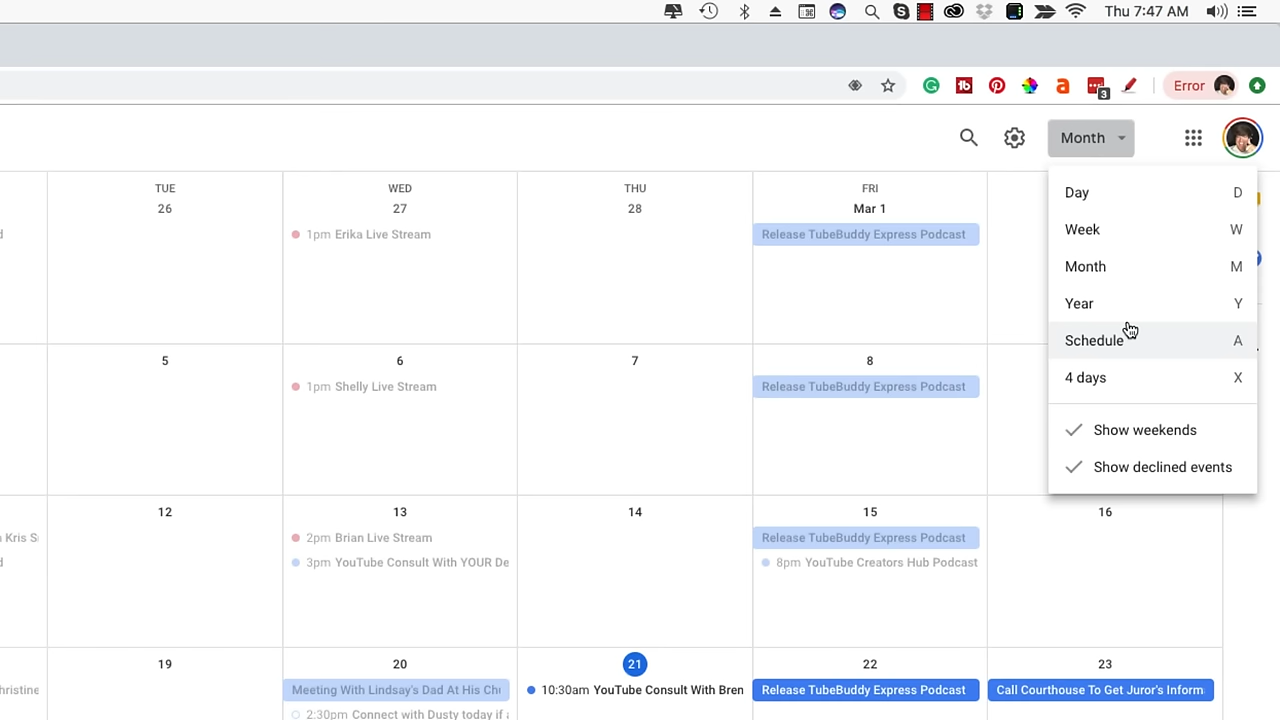 Thu 7:47 AM
3
Error
Month
TUE
26
WED
27
THU
28
FRI
Mar 1
d
1pm Erika Live Stream
Release TubeBuddy Express Podcast
Day D
Week W
Month M
Year Y
Schedule A
4 days X
Show weekends
Show declined events
5
6
7
8
1pm Shelly Live Stream
Release TubeBuddy Express Podcast
12
13
14
15
16
Kris S
2pm Brian Live Stream
Release TubeBuddy Express Podcast
d
3pm YouTube Consult With YOUR De
8pm YouTube Creators Hub Podcast
19
20
21
22
23
hristine
Meeting With Lindsay's Dad At His Chu
10:30am YouTube Consult With Bren
Release TubeBuddy Express Podcast
Call Courthouse To Get Juror's Inform
2:30pm Connect with Dusty today if a